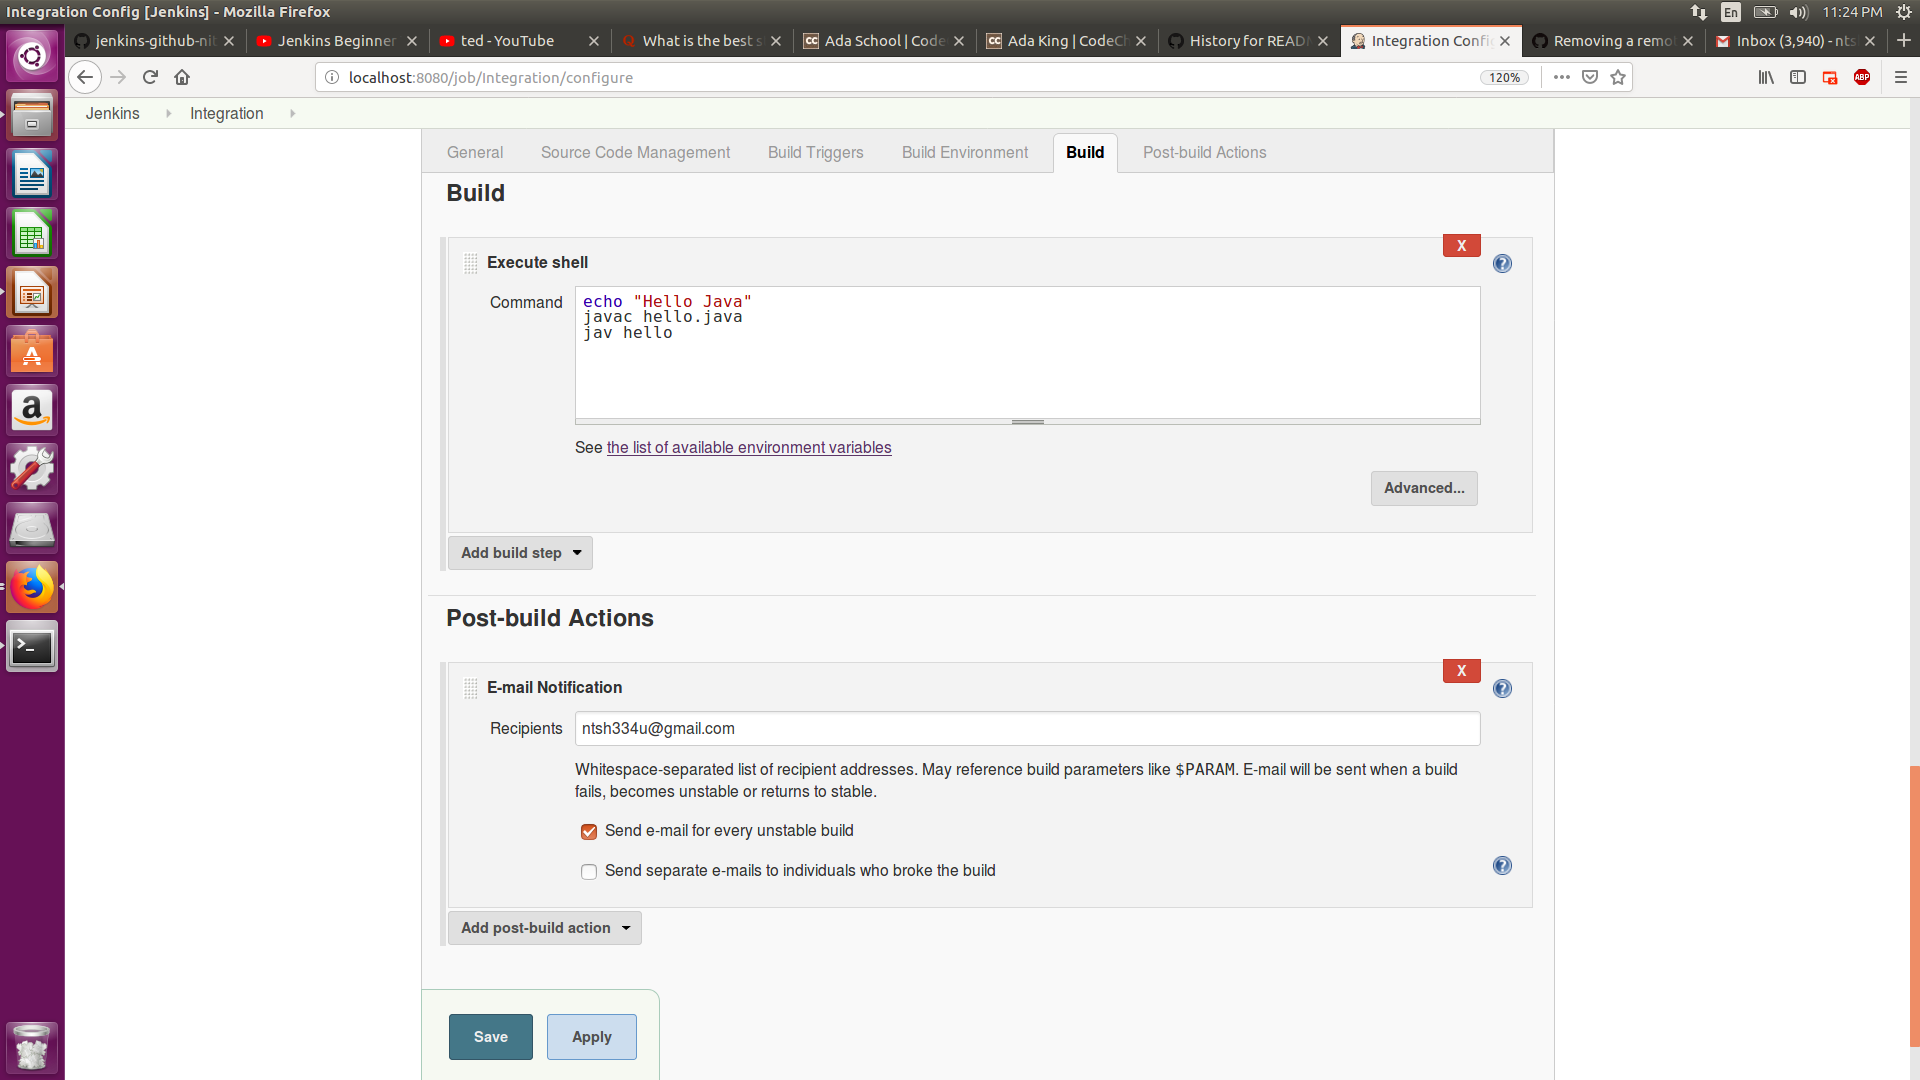 Integration Config [Jenkins] - Mozilla Firefox
En
11:24 PM
jenkins-github-nit
Jenkins Beginner
ted - YouTube
What is the best s
Ada School | Code
Ada King | CodeCh
History for READ
Integration Confi
Removing a remo
Inbox (3,940) - nts
localhost:8080/job/Integration/configure
120%
ABP
Jenkins
Integration
General
Source Code Management
Build Triggers
Build Environment
Build
Post-build Actions
Build
X
Execute shell
Command
echo "Hello Java"
javac hello.java
jav hello
See the list of available environment variables
Advanced...
Add build step
Post-build Actions
X
E-mail Notification
Recipients
ntsh334u@gmail.com
Whitespace-separated list of recipient addresses. May reference build parameters like $PARAM. E-mail will be sent when a build
fails, becomes unstable or returns to stable.
Send e-mail for every unstable build
Send separate e-mails to individuals who broke the build
Add post-build action
Save
Apply